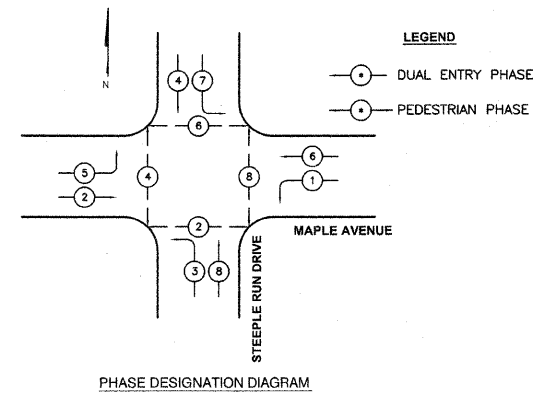 LEGEND
* DUAL ENTRY PHASE
* PEDESTRIAN PHASE
N
4 7
6
5
2
4
8
6
1
2
MAPLE AVENUE
3 8
STEEPLE RUN DRIVE
PHASE DESIGNATION DIAGRAM